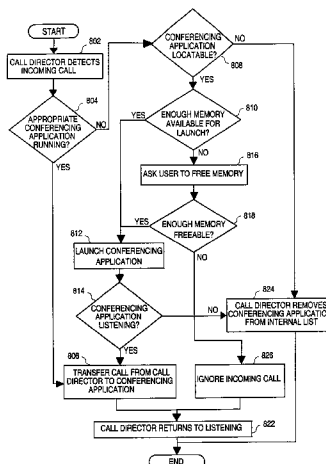 START
802
CALL DIRECTOR DETECTS
INCOMING CALL
804
APPROPRIATE
CONFERENCING
APPLICATION
RUNNING?
NO
YES
CONFERENCING
APPLICATION
LOCATABLE?
808
NO
YES
810
ENOUGH MEMORY
AVAILABLE FOR
LAUNCH?
YES
NO
816
ASK USER TO FREE MEMORY
818
ENOUGH MEMORY
FREEABLE?
YES
NO
812
LAUNCH CONFERENCING
APPLICATION
814
CONFERENCING
APPLICATION
LISTENING?
NO
YES
824
CALL DIRECTOR REMOVES
CONFERENCING APPLICATION
FROM INTERNAL LIST
806
TRANSFER CALL FROM CALL
DIRECTOR TO CONFERENCING
APPLICATION
826
IGNORE INCOMING CALL
CALL DIRECTOR RETURNS TO LISTENING
822
END